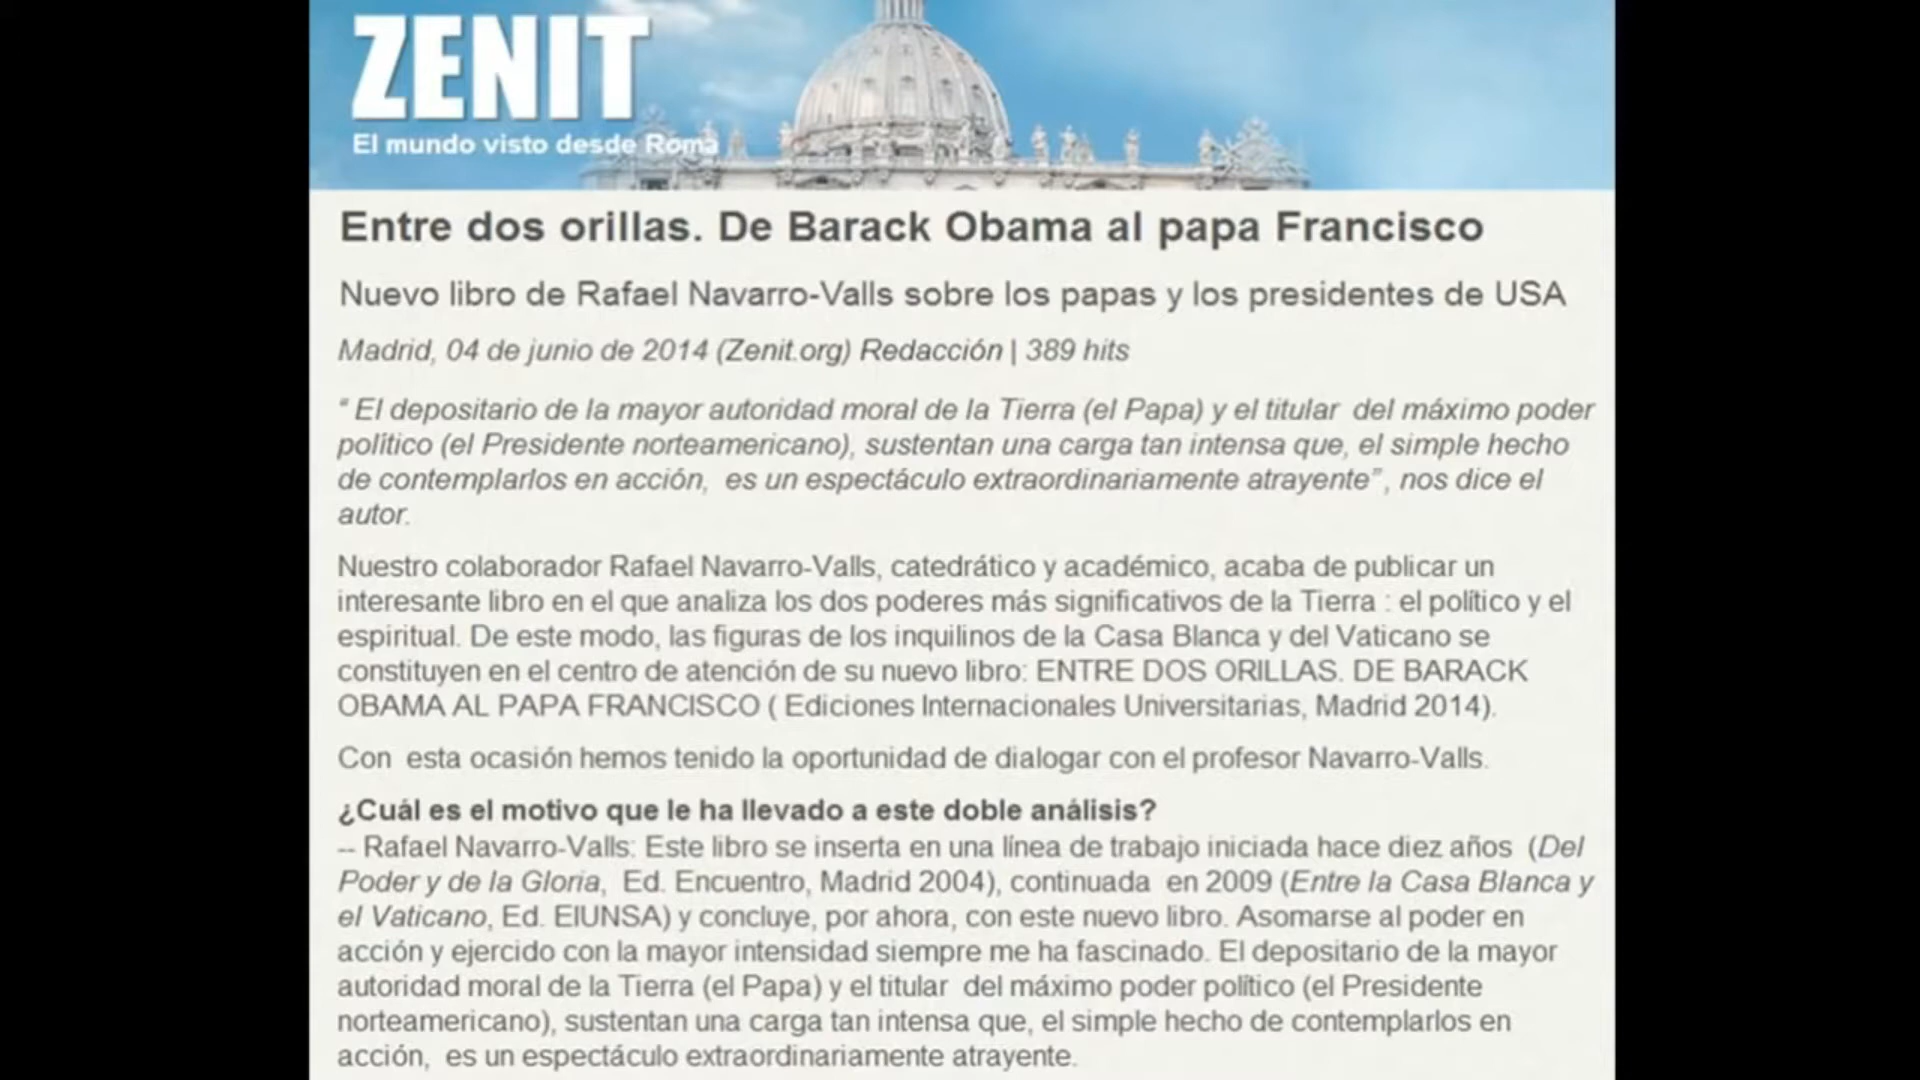 ZENIT
El mundo visto desde Roma
Entre dos orillas. De Barack Obama al papa Francisco
Nuevo libro de Rafael Navarro-Valls sobre los papas y los presidentes de USA
Madrid, 04 de junio de 2014 (Zenit.org) Redacción | 389 hits
“ El depositario de la mayor autoridad moral de la Tierra (el Papa) y el titular  del máximo poder
político (el Presidente norteamericano), sustentan una carga tan intensa que, el simple hecho
de contemplarlos en acción,  es un espectáculo extraordinariamente atrayente”, nos dice el
autor.
Nuestro colaborador Rafael Navarro-Valls, catedrático y académico, acaba de publicar un
interesante libro en el que analiza los dos poderes más significativos de la Tierra : el político y el
espiritual. De este modo, las figuras de los inquilinos de la Casa Blanca y del Vaticano se
constituyen en el centro de atención de su nuevo libro: ENTRE DOS ORILLAS. DE BARACK
OBAMA AL PAPA FRANCISCO ( Ediciones Internacionales Universitarias, Madrid 2014).
Con  esta ocasión hemos tenido la oportunidad de dialogar con el profesor Navarro-Valls.
¿Cuál es el motivo que le ha llevado a este doble análisis?
-- Rafael Navarro-Valls: Este libro se inserta en una línea de trabajo iniciada hace diez años  (Del
Poder y de la Gloria,  Ed. Encuentro, Madrid 2004), continuada  en 2009 (Entre la Casa Blanca y
el Vaticano, Ed. EIUNSA) y concluye, por ahora, con este nuevo libro. Asomarse al poder en
acción y ejercido con la mayor intensidad siempre me ha fascinado. El depositario de la mayor
autoridad moral de la Tierra (el Papa) y el titular  del máximo poder político (el Presidente
norteamericano), sustentan una carga tan intensa que, el simple hecho de contemplarlos en
acción,  es un espectáculo extraordinariamente atrayente.